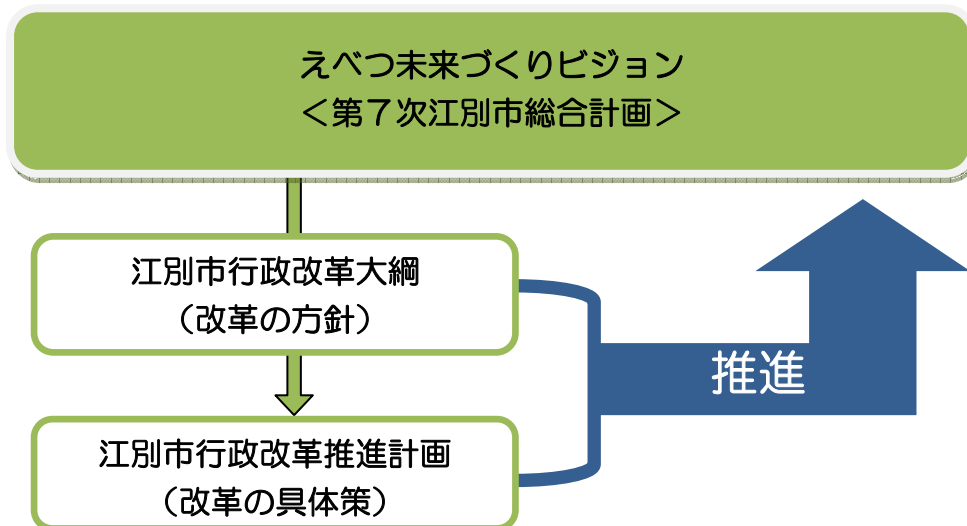 えべつ未来づくりビジョン
＜第７次江別市総合計画＞
江別市行政改革大綱
（改革の方針）
推進
江別市行政改革推進計画
（改革の具体策）